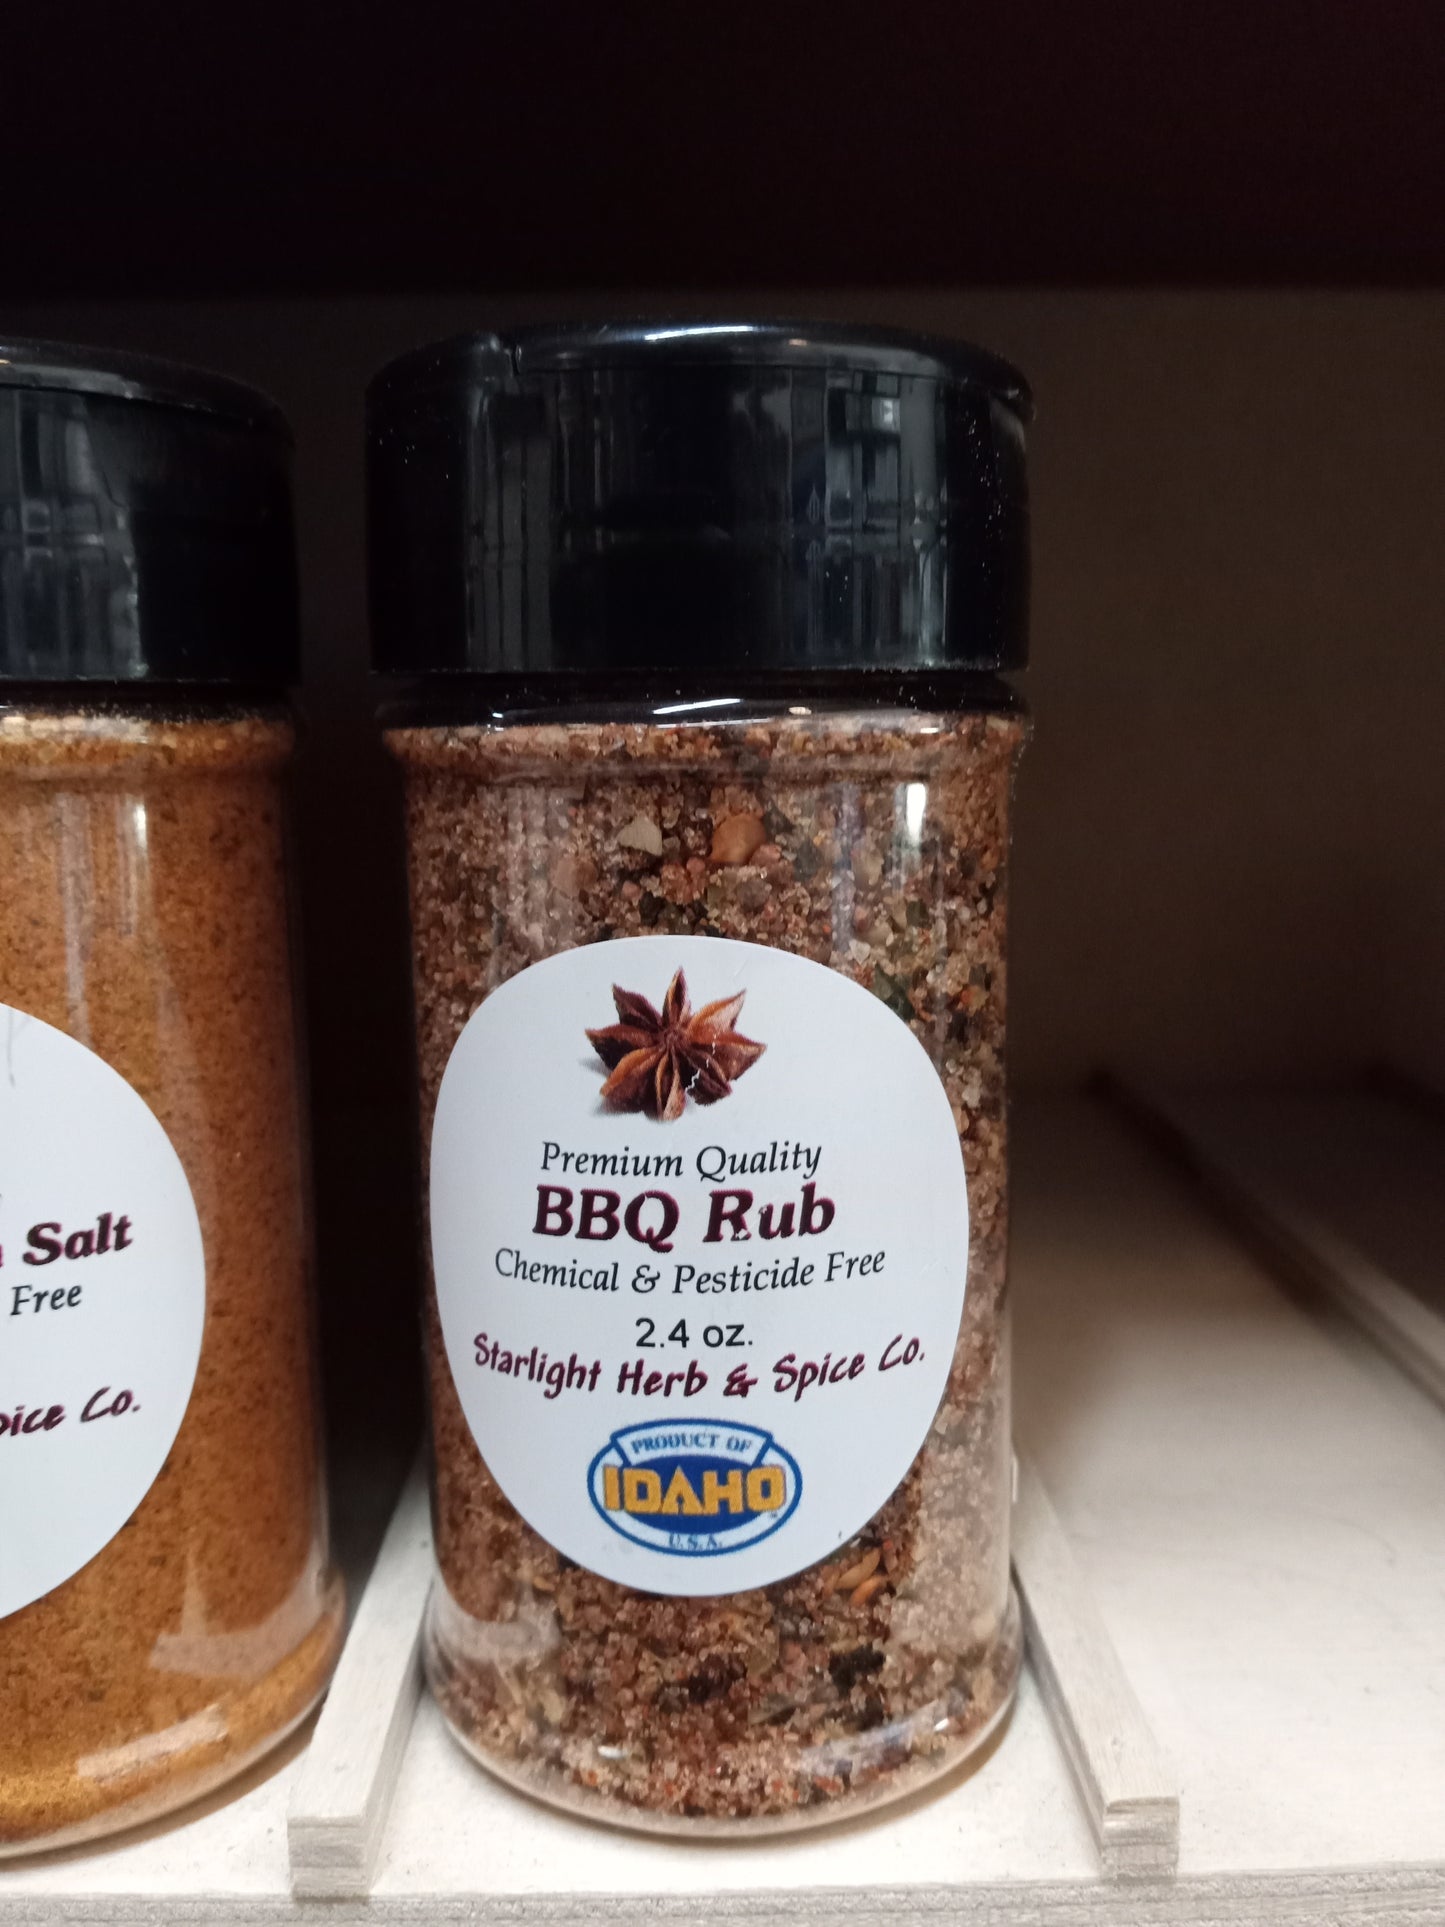 Salt
Free
Co.
Premium Quality
BBQ Rub
Chemical & Pesticide Free
2.4 oz.
Starlight Herb & Spice Co.
PRODUCT OF
IDAHO
U.S.A.